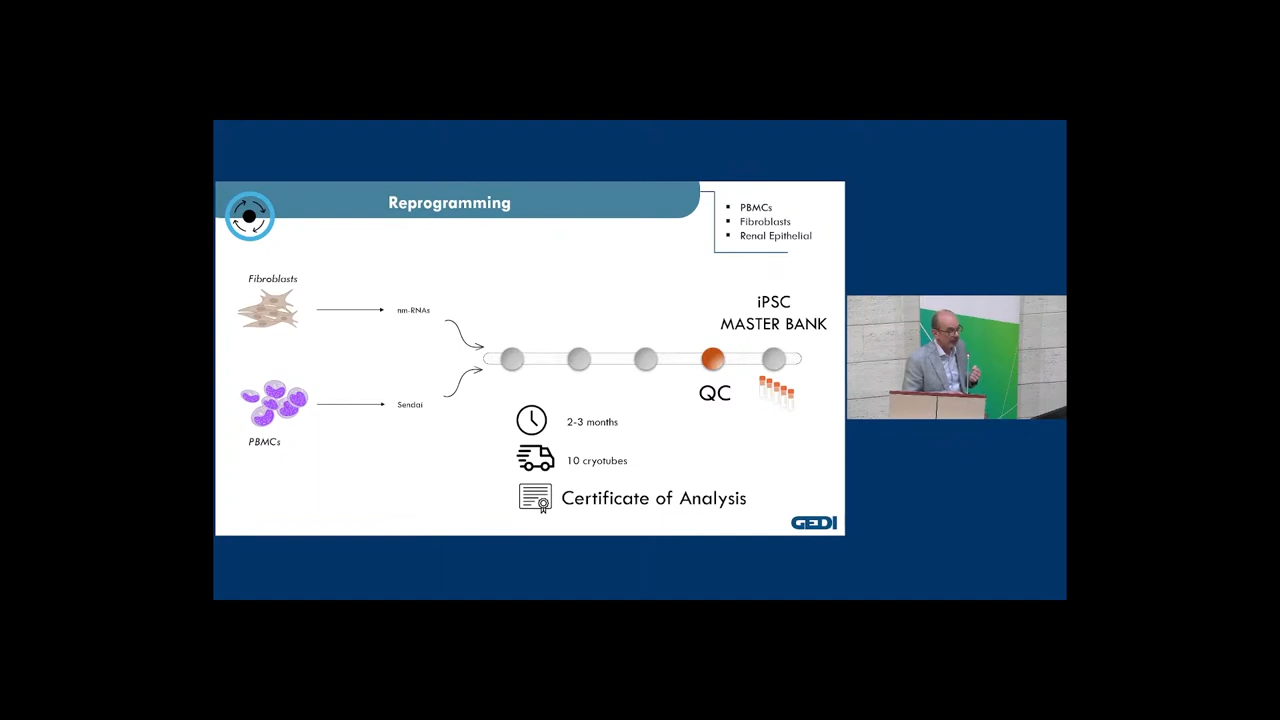 Reprogramming
▪ PBMCs
▪ Fibroblasts
▪ Renal Epithelial
Fibroblasts
nm-RNAs
iPSC
MASTER BANK
QC
Sendai
PBMCs
2-3 months
10 cryotubes
Certificate of Analysis
GEDI